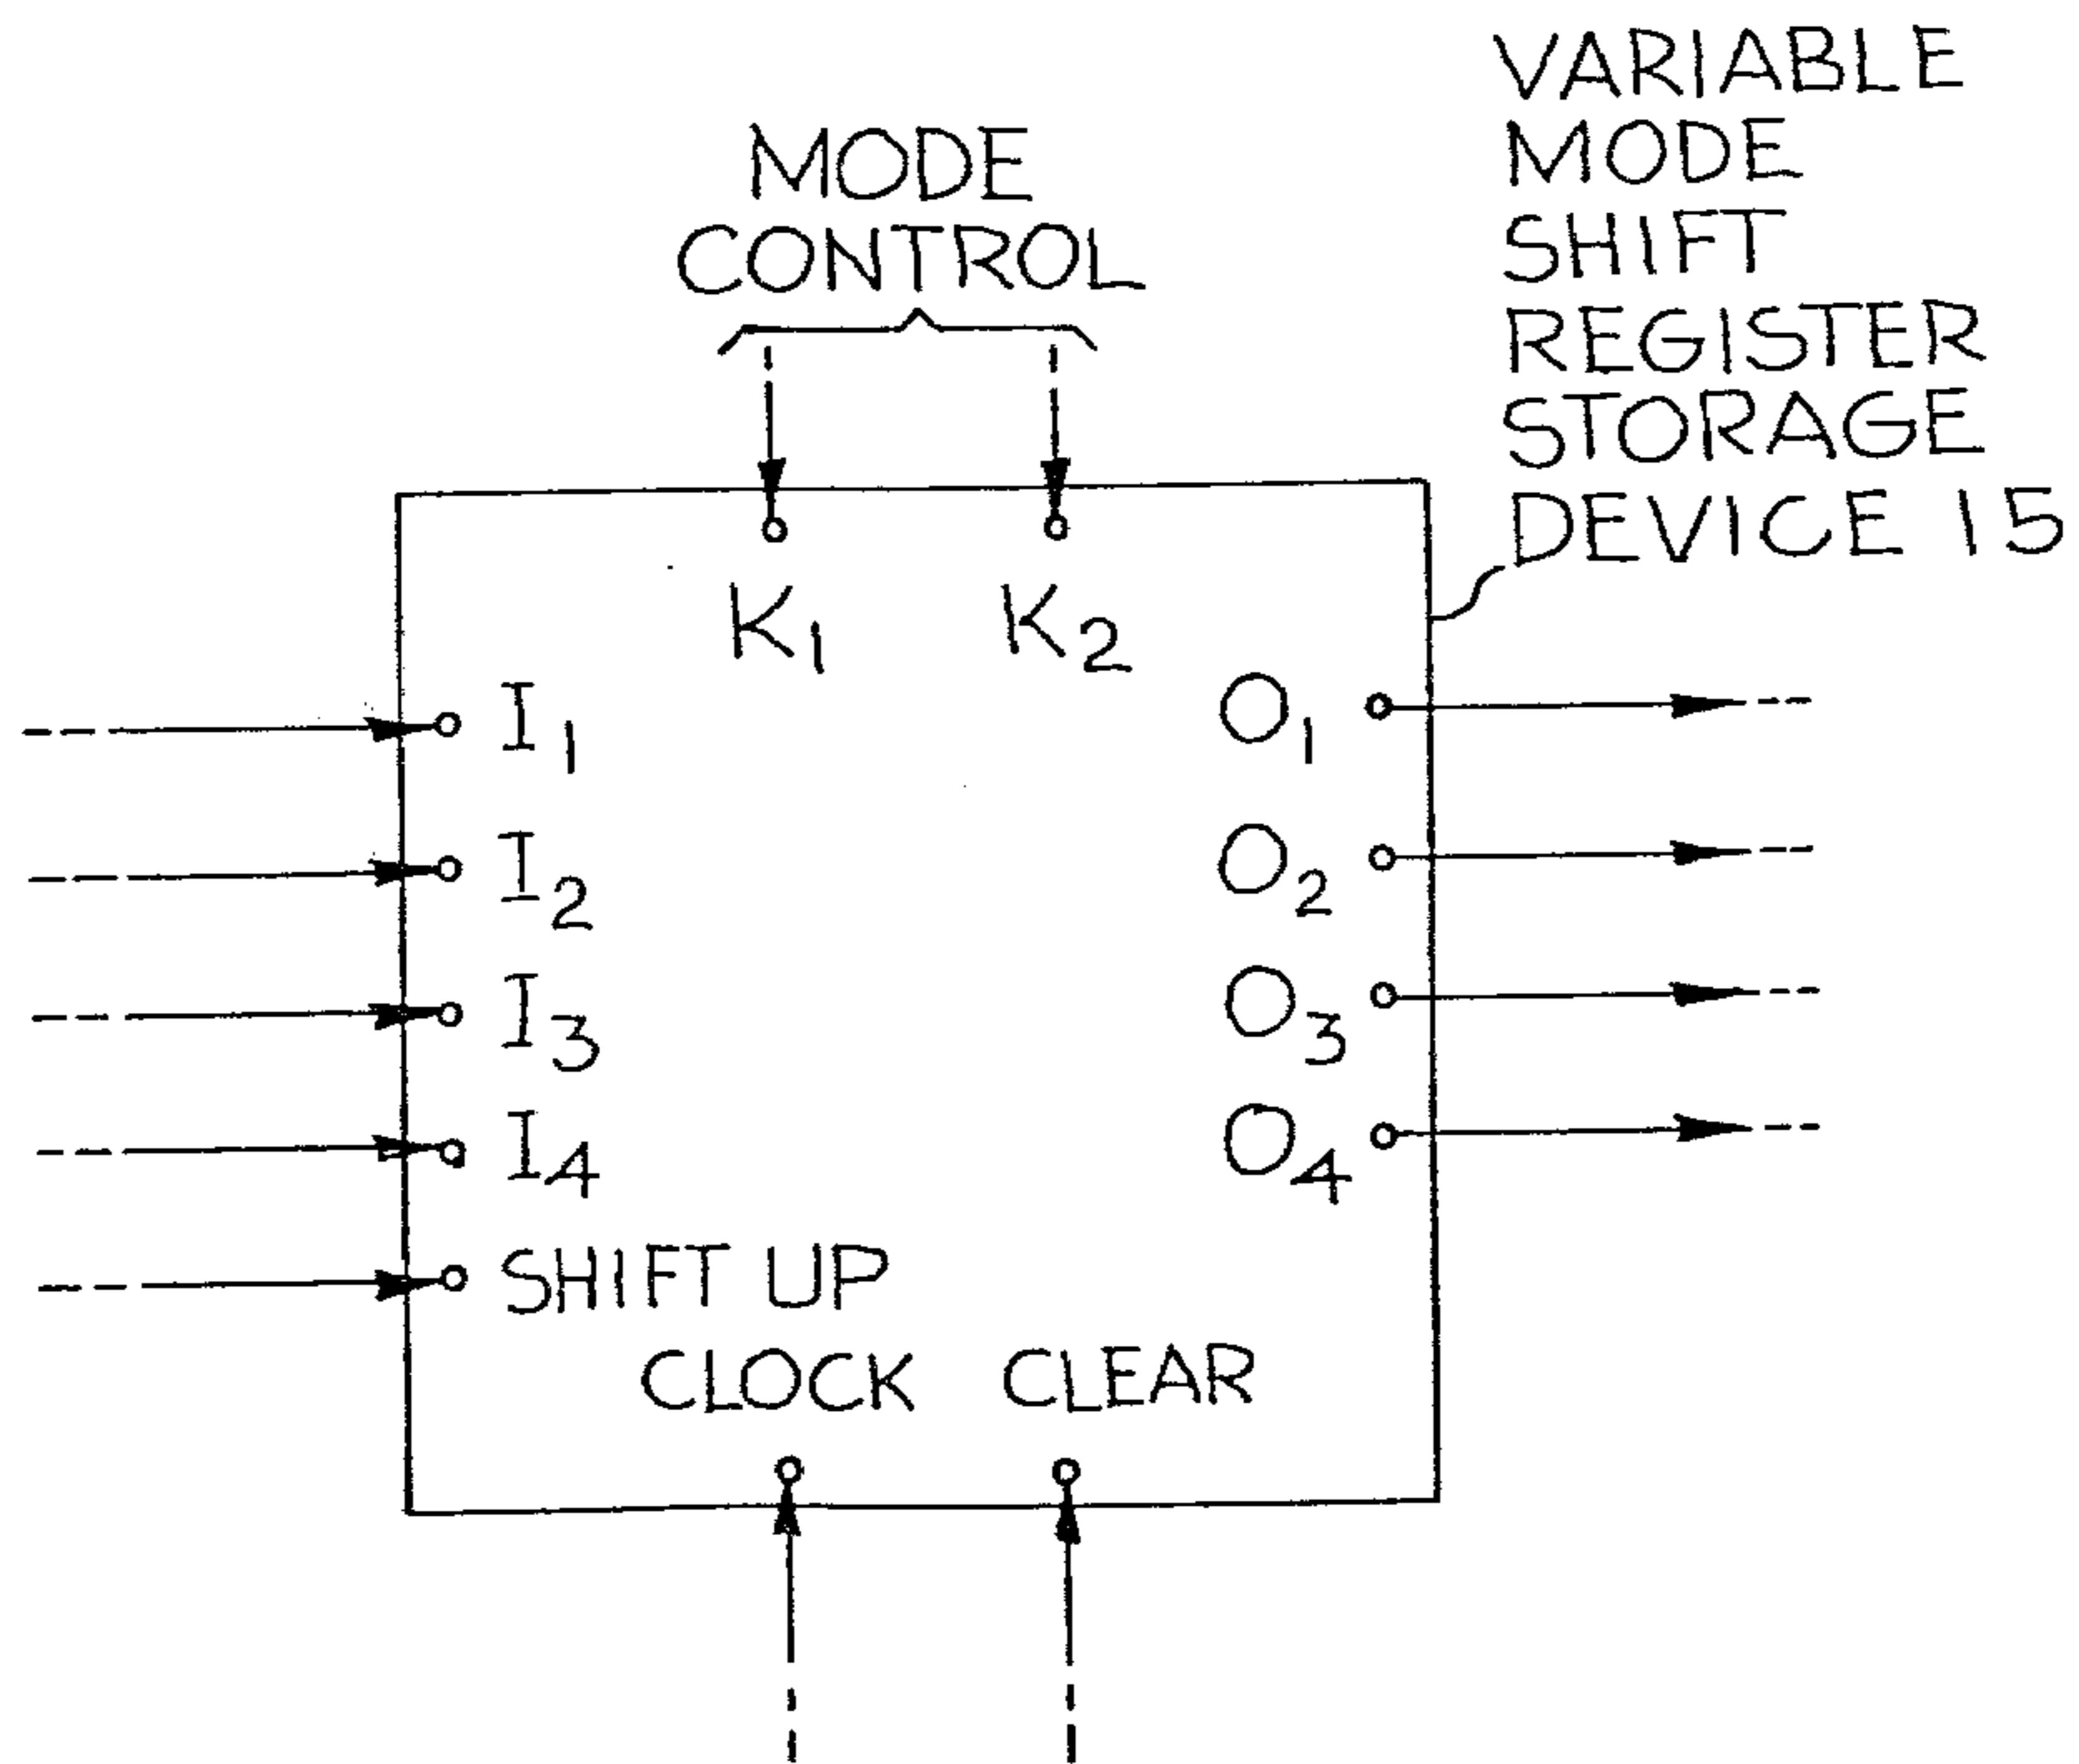 VARIABLE
MODE
SHIFT
REGISTER
STORAGE
DEVICE 15
MODE
CONTROL
K1 K2
I1 O1
I2 O2
I3 O3
I4 O4
SHIFT UP
CLOCK CLEAR